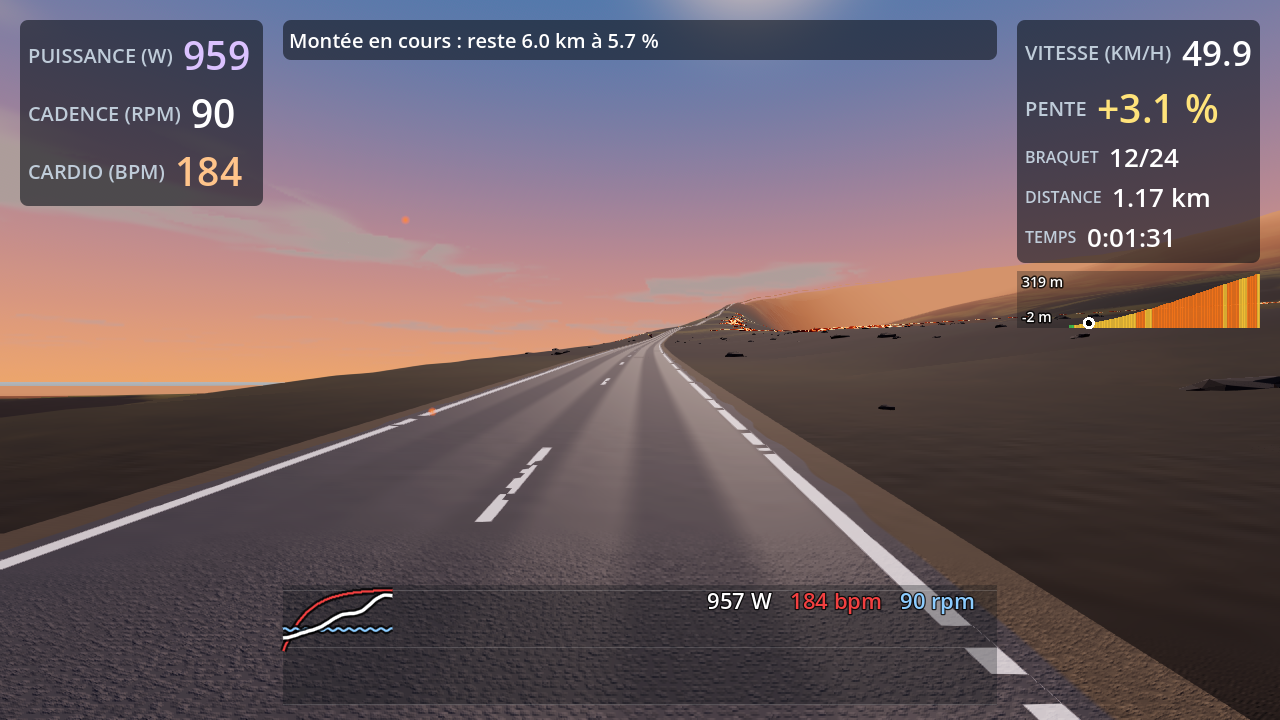 PUISSANCE (W) 959
CADENCE (RPM) 90
CARDIO (BPM) 184
Montée en cours : reste 6.0 km à 5.7 %
VITESSE (KM/H) 49.9
PENTE +3.1 %
BRAQUET 12/24
DISTANCE 1.17 km
TEMPS 0:01:31
319 m
-2 m
957 W 184 bpm 90 rpm